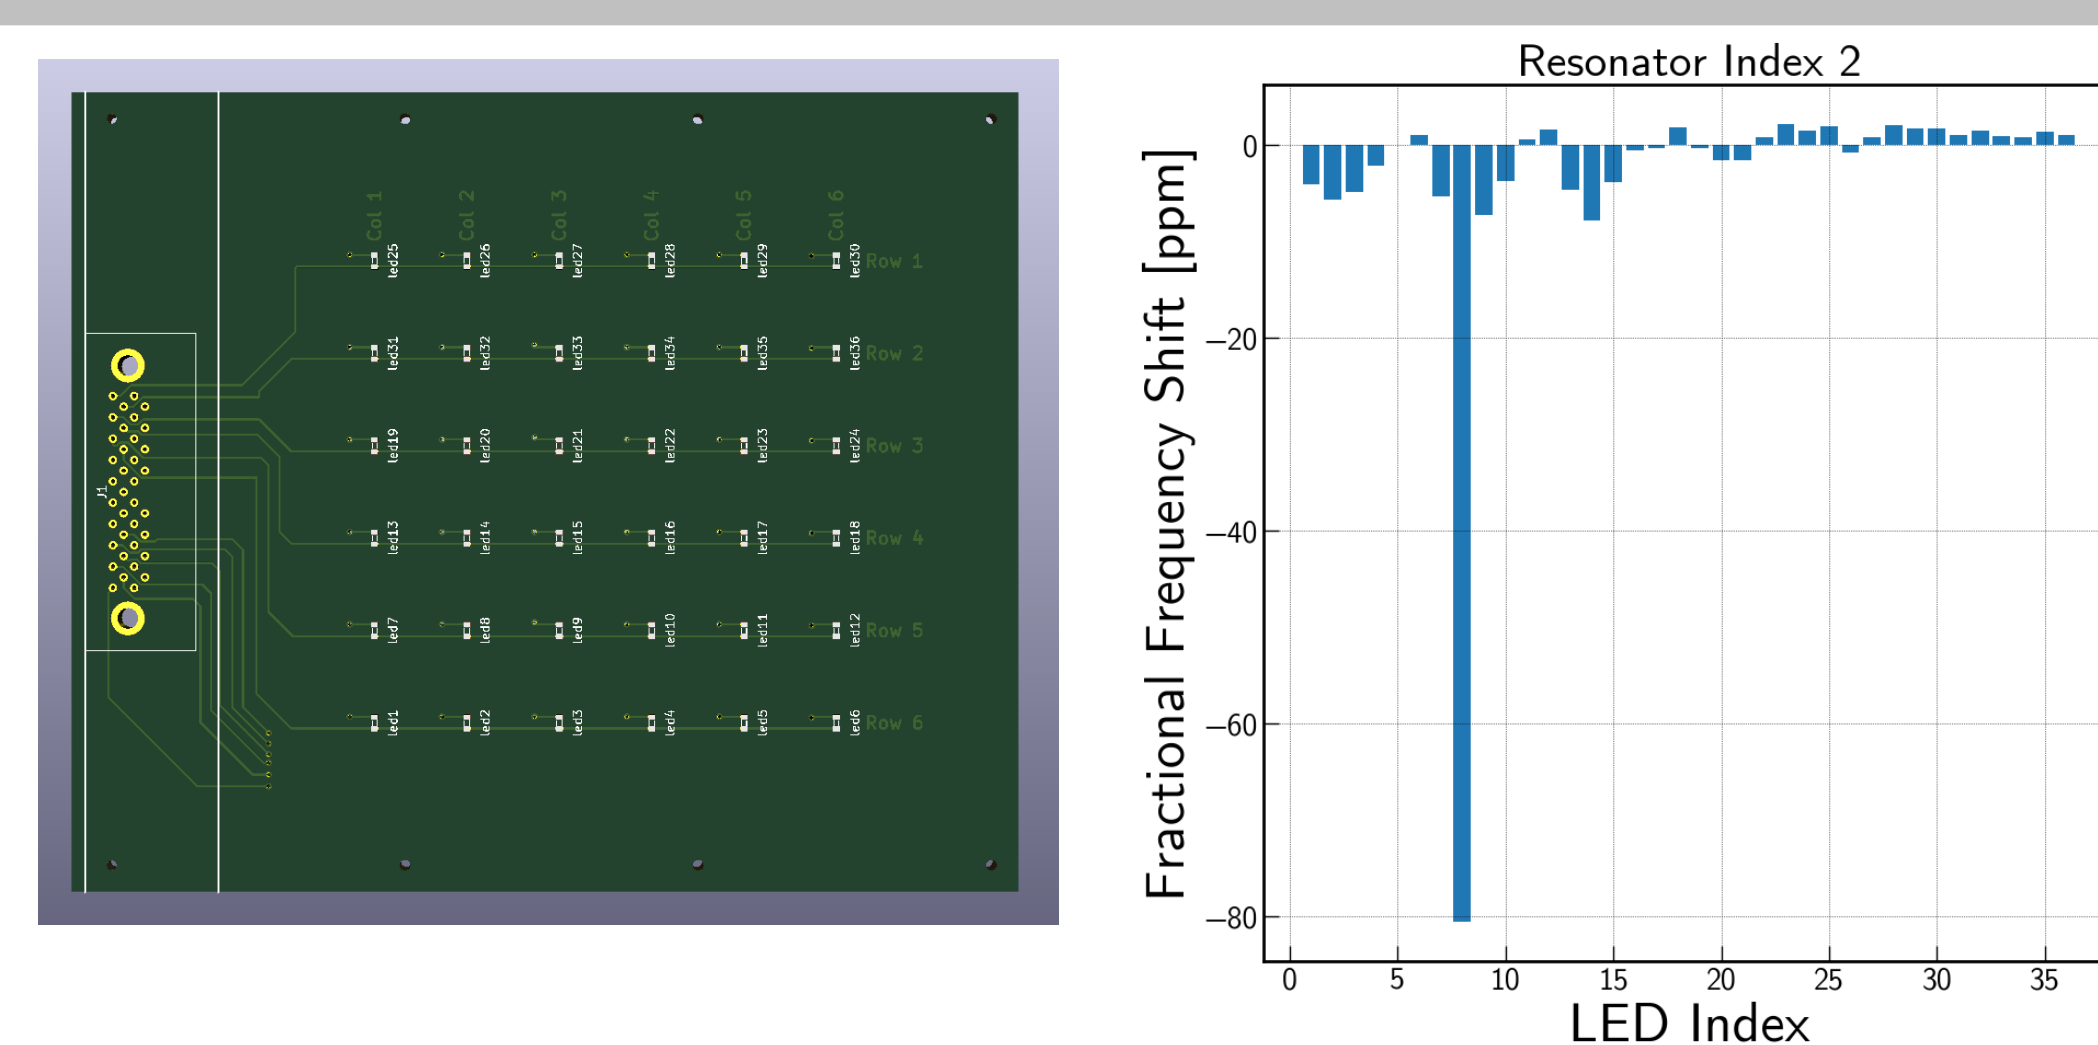 Col 1 Col 2 Col 3 Col 4 Col 5 Col 6
led25 led26 led27 led28 led29 led30 Row 1
led31 led32 led33 led34 led35 led36 Row 2
led19 led20 led21 led22 led23 led24 Row 3
J1
led13 led14 led15 led16 led17 led18 Row 4
led7 led8 led9 led10 led11 led12 Row 5
led1 led2 led3 led4 led5 led6 Row 6
Resonator Index 2
Fractional Frequency Shift [ppm]
0
−20
−40
−60
−80
0 5 10 15 20 25 30 35
LED Index